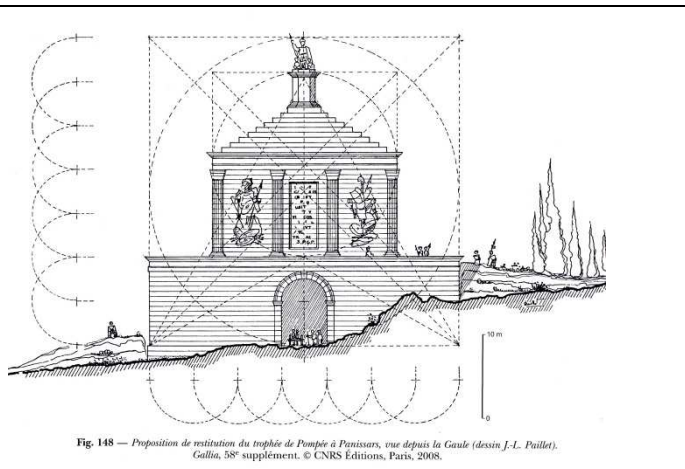 10 m
0
Fig. 148 — Proposition de restitution du trophée de Pompée à Panissars, vue depuis la Gaule (dessin J.-L. Paillet).
Gallia, 58e supplément. © CNRS Éditions, Paris, 2008.